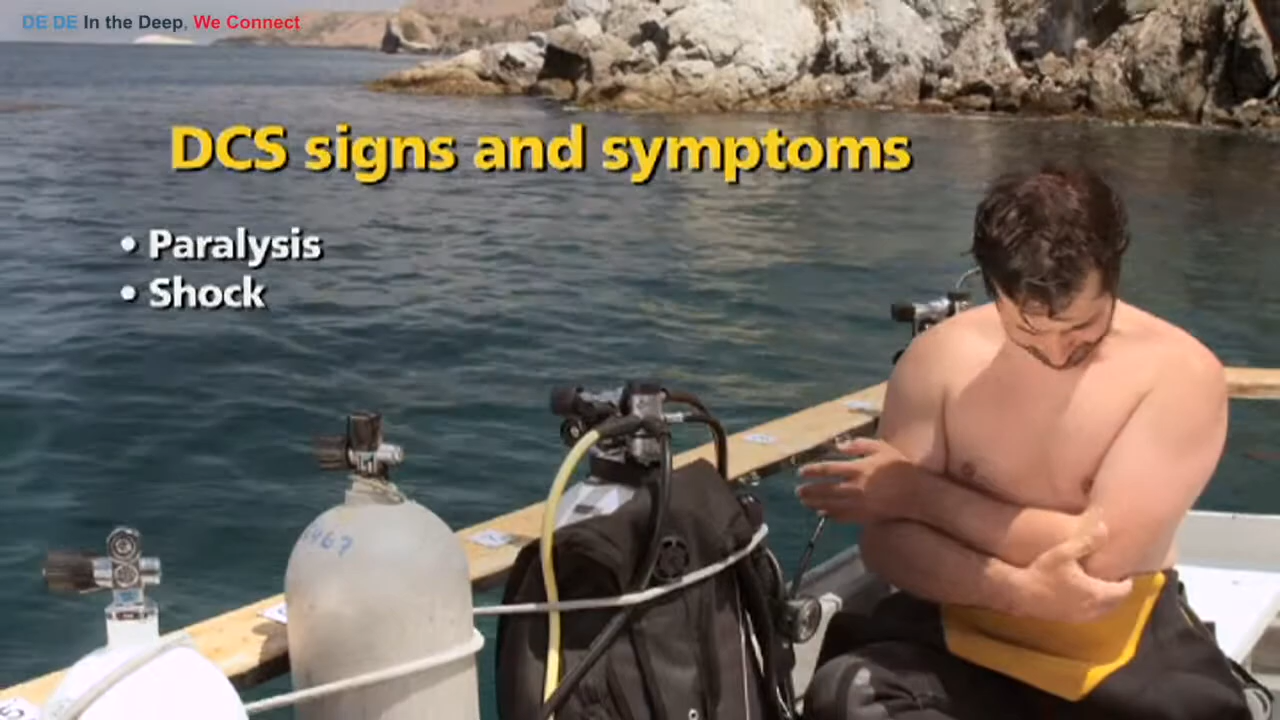 DE DE In the Deep, We Connect
DCS signs and symptoms
• Paralysis
• Shock